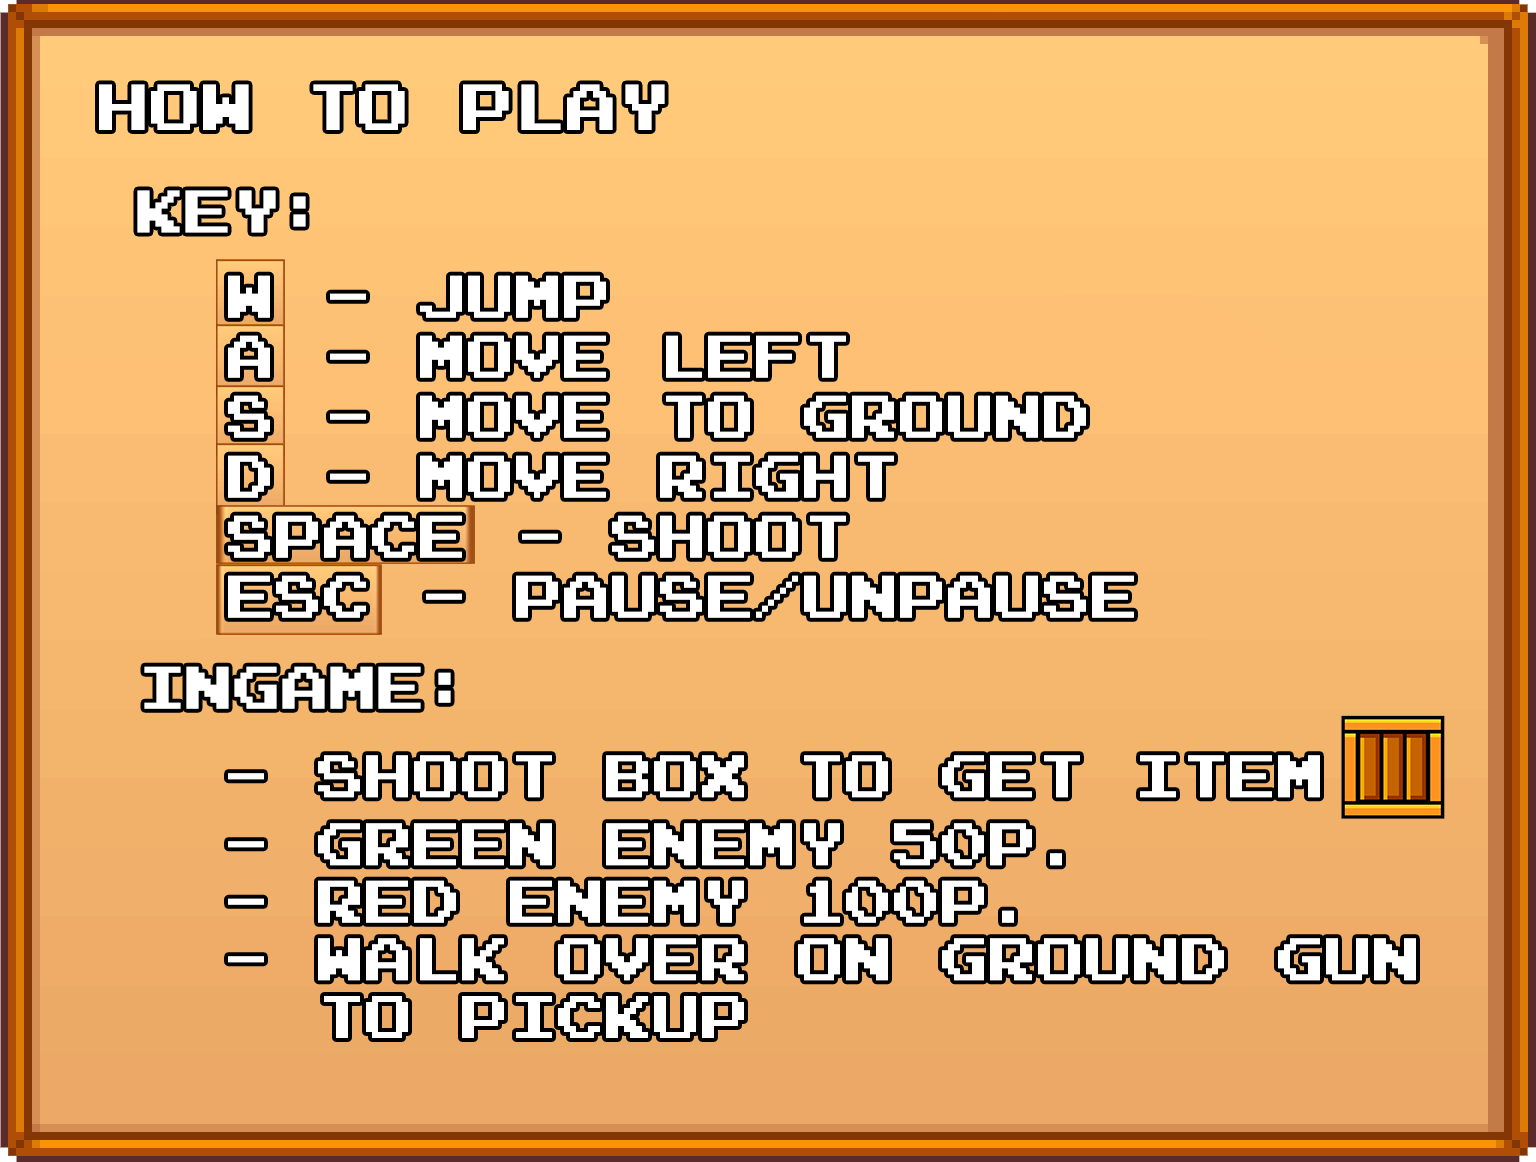 HOW TO PLAY
KEY:
W - JUMP
A - MOVE LEFT
S - MOVE TO GROUND
D - MOVE RIGHT
SPACE - SHOOT
ESC - PAUSE/UNPAUSE
INGAME:
- SHOOT BOX TO GET ITEM
- GREEN ENEMY 50P.
- RED ENEMY 100P.
- WALK OVER ON GROUND GUN
TO PICKUP